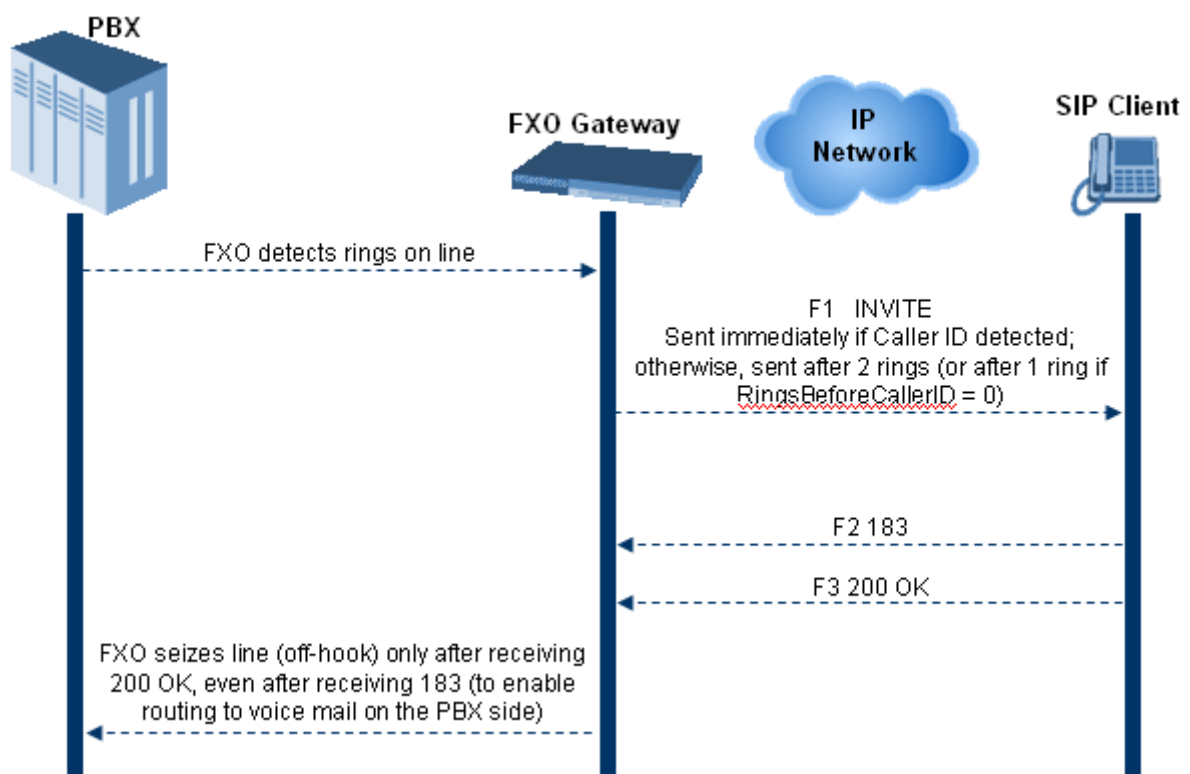 PBX
FXO Gateway
IP
Network
SIP Client
FXO detects rings on line
F1 INVITE
Sent immediately if Caller ID detected;
otherwise, sent after 2 rings (or after 1 ring if
RingsBeforeCallerID = 0)
F2 183
F3 200 OK
FXO seizes line (off-hook) only after receiving
200 OK, even after receiving 183 (to enable
routing to voice mail on the PBX side)